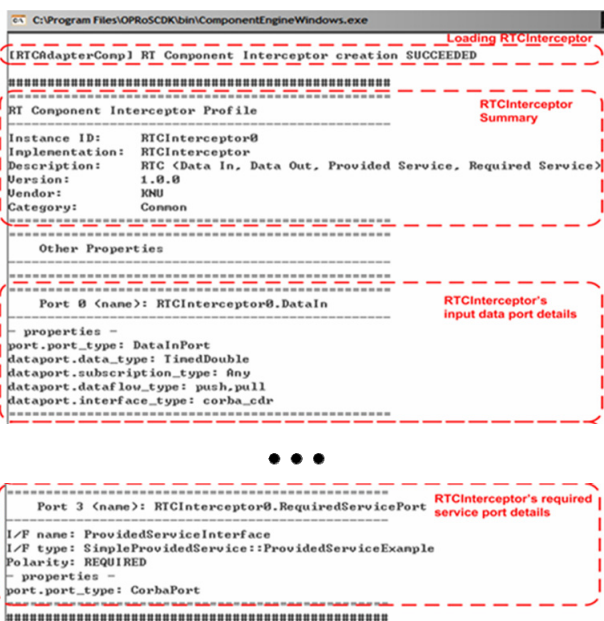 C:\Program Files\OPRoSCDK\bin\ComponentEngineWindows.exe
Loading RTCInterceptor
[RTCAdapterComp] RT Component Interceptor creation SUCCEEDED
################################################
================================================
RT Component Interceptor Profile
RTCInterceptor
Summary
------------------------------------------------
Instance ID: RTCInterceptor0
Implementation: RTCInterceptor
Description: RTC (Data In, Data Out, Provided Service, Required Service)
Version: 1.0.0
Vendor: KNU
Category: Common
================================================
================================================
Other Properties
------------------------------------------------
================================================
================================================
Port 0 (name): RTCInterceptor0.DataIn
RTCInterceptor's
input data port details
------------------------------------------------
- properties -
port.port_type: DataInPort
dataport.data_type: TimedDouble
dataport.subscription_type: Any
dataport.dataflow_type: push,pull
dataport.interface_type: corba_cdr
================================================
• • •
================================================
Port 3 (name): RTCInterceptor0.RequiredServicePort
RTCInterceptor's required
service port details
------------------------------------------------
I/F name: ProvidedServiceInterface
I/F type: SimpleProvidedService::ProvidedServiceExample
Polarity: REQUIRED
- properties -
port.port_type: CorbaPort
================================================
################################################